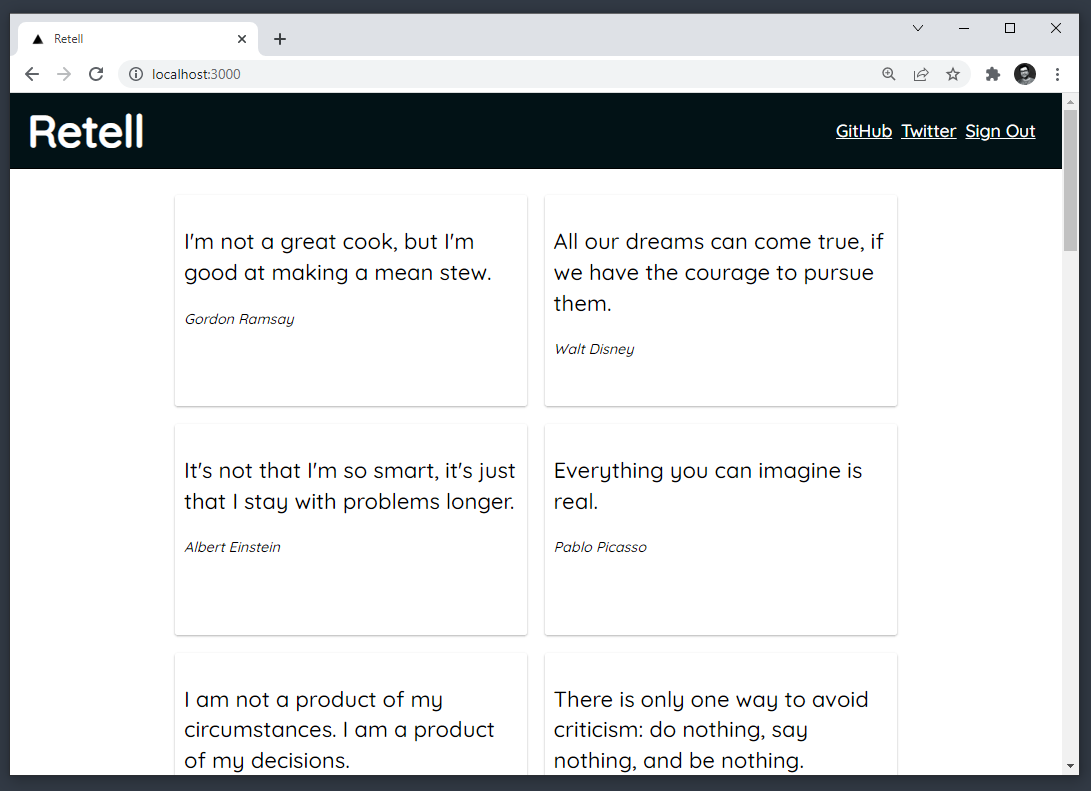 Retell
localhost:3000
Retell
GitHub Twitter Sign Out
I'm not a great cook, but I'm
good at making a mean stew.
Gordon Ramsay
All our dreams can come true, if
we have the courage to pursue
them.
Walt Disney
It's not that I'm so smart, it's just
that I stay with problems longer.
Albert Einstein
Everything you can imagine is
real.
Pablo Picasso
I am not a product of my
circumstances. I am a product
of my decisions.
There is only one way to avoid
criticism: do nothing, say
nothing, and be nothing.